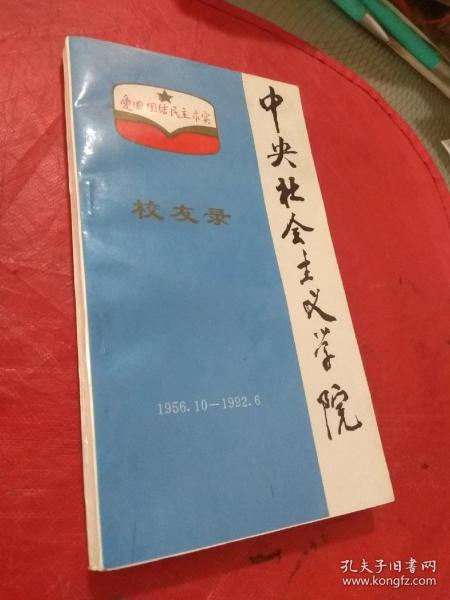 爱国团结民主求实
校友录
1956.10—1992.6
中央社会主义学院
孔夫子旧书网
www.kongfz.com